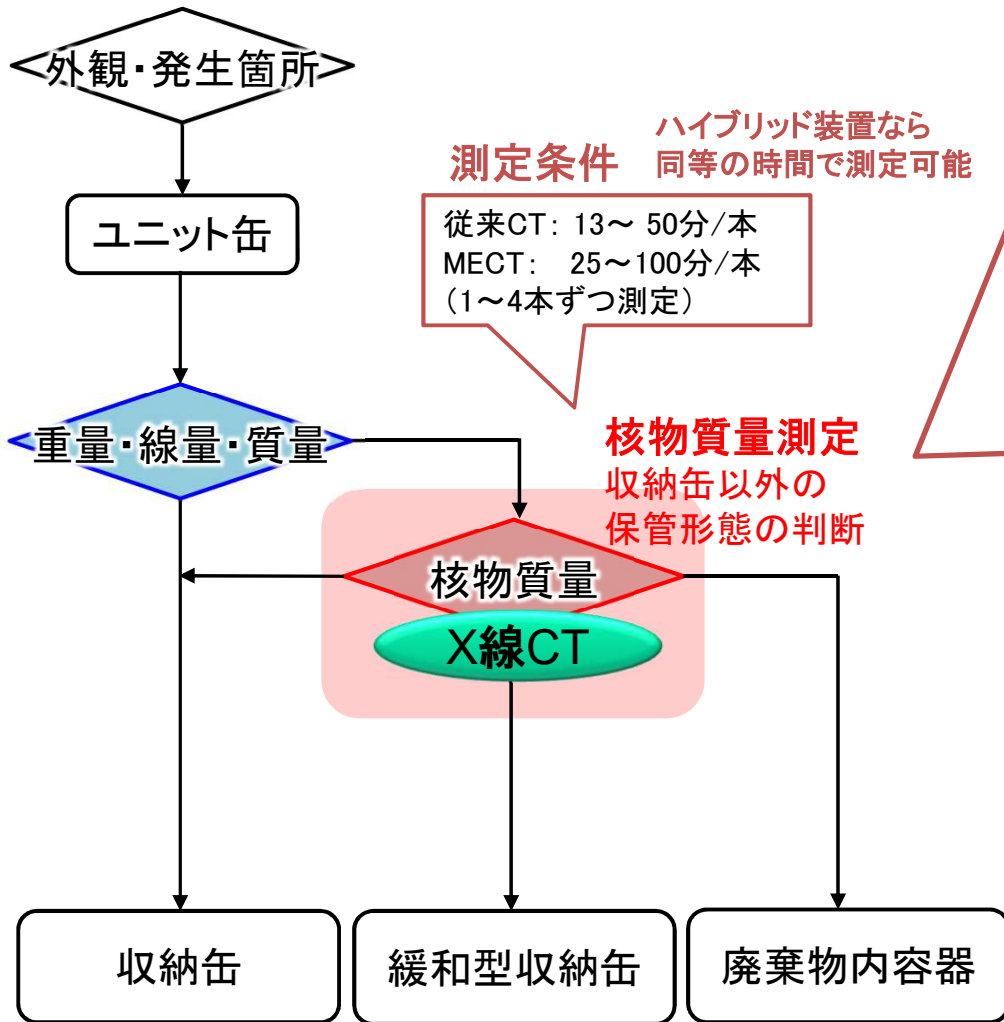 外観・発生箇所
ハイブリッド装置なら
測定条件 同等の時間で測定可能
ユニット缶
従来CT: 13~ 50分/本
MECT: 25~100分/本
(1~4本ずつ測定)
重量・線量・質量
核物質量測定
収納缶以外の
保管形態の判断
核物質量
X線CT
収納缶
緩和型収納缶
廃棄物内容器